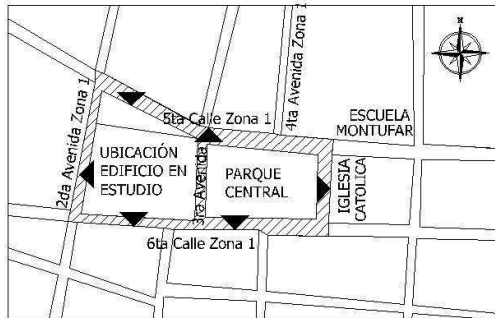 N
4ta Avenida Zona 1
2da Avenida Zona 1
5ta Calle Zona 1
ESCUELA
MONTUFAR
UBICACIÓN
EDIFICIO EN
ESTUDIO
3ra Avenida
PARQUE
CENTRAL
IGLESIA
CATOLICA
6ta Calle Zona 1